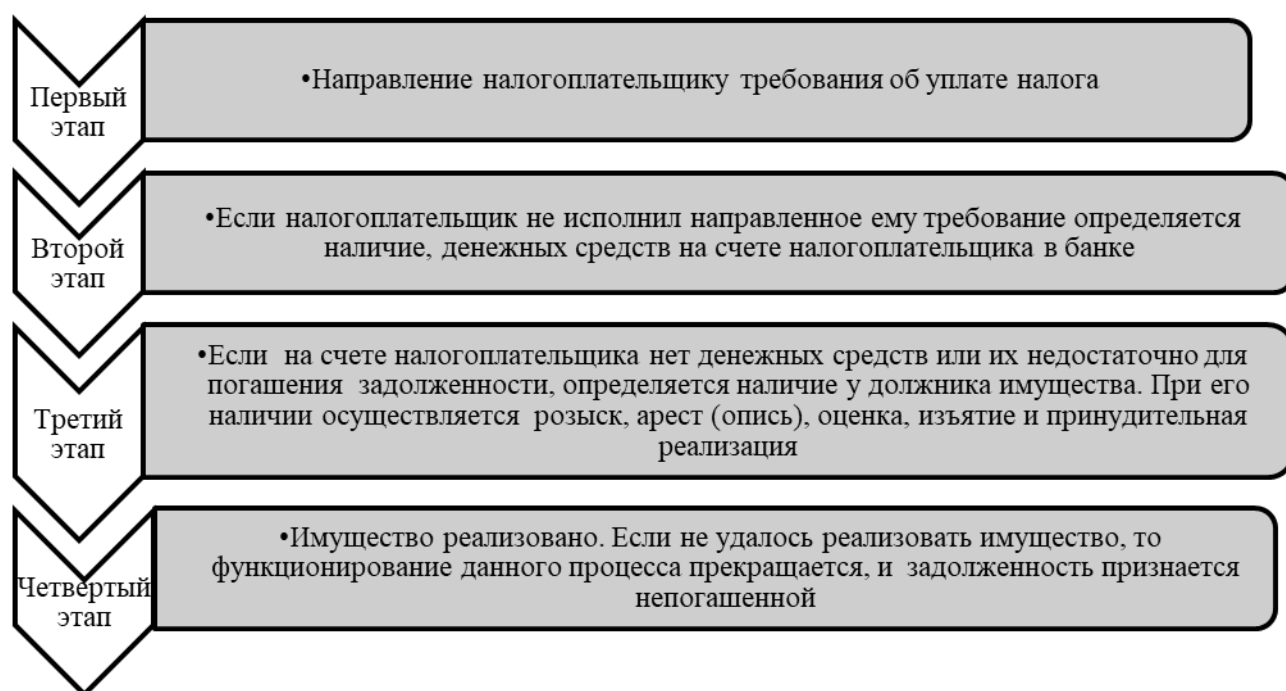 Первый
этап
•Направление налогоплательщику требования об уплате налога
Второй
этап
•Если налогоплательщик не исполнил направленное ему требование определяется
наличие, денежных средств на счете налогоплательщика в банке
Третий
этап
•Если на счете налогоплательщика нет денежных средств или их недостаточно для
погашения задолженности, определяется наличие у должника имущества. При его
наличии осуществляется розыск, арест (опись), оценка, изъятие и принудительная
реализация
Четвертый
этап
•Имущество реализовано. Если не удалось реализовать имущество, то
функционирование данного процесса прекращается, и задолженность признается
непогашенной